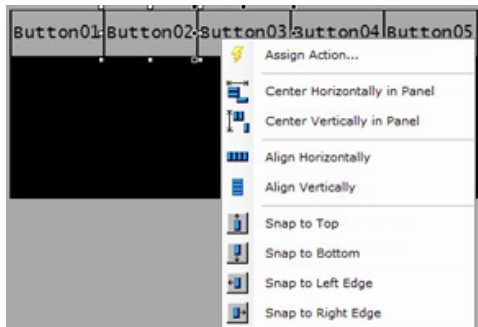 Button01 Button02 Button03 Button04 Button05
Assign Action...
Center Horizontally in Panel
Center Vertically in Panel
Align Horizontally
Align Vertically
Snap to Top
Snap to Bottom
Snap to Left Edge
Snap to Right Edge